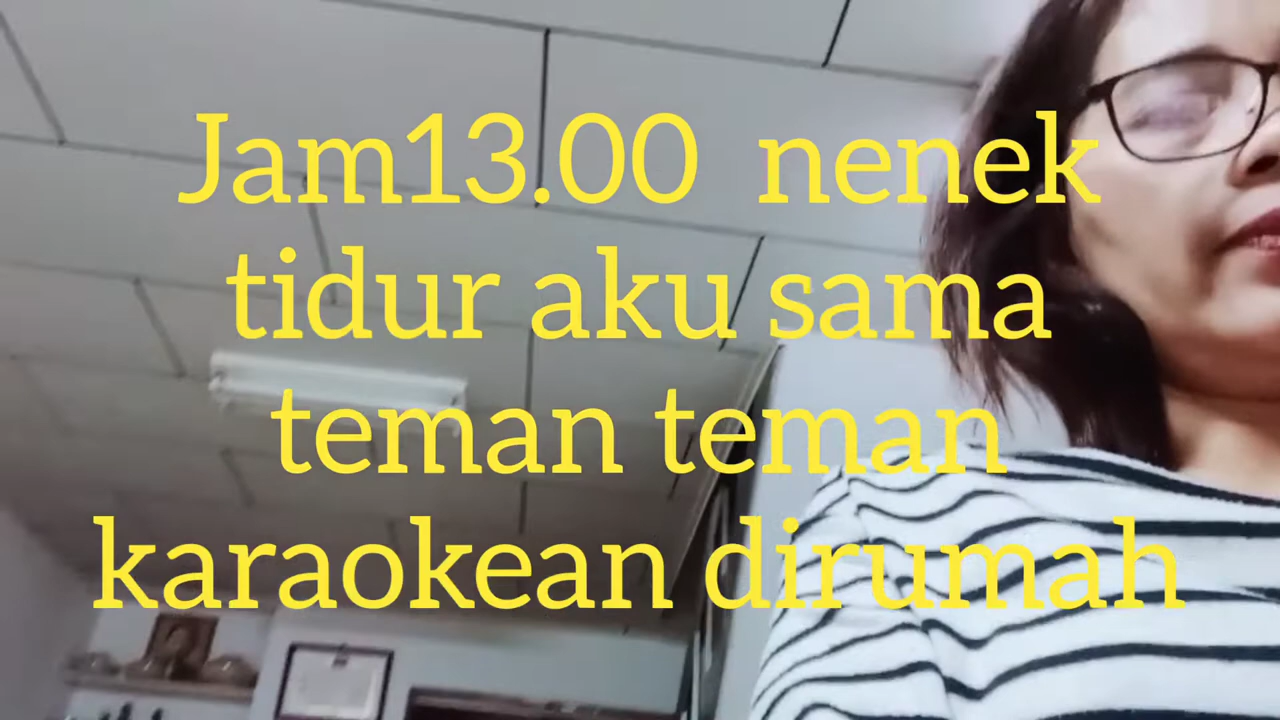 Jam13.00 nenek
tidur aku sama
teman teman
karaokean dirumah